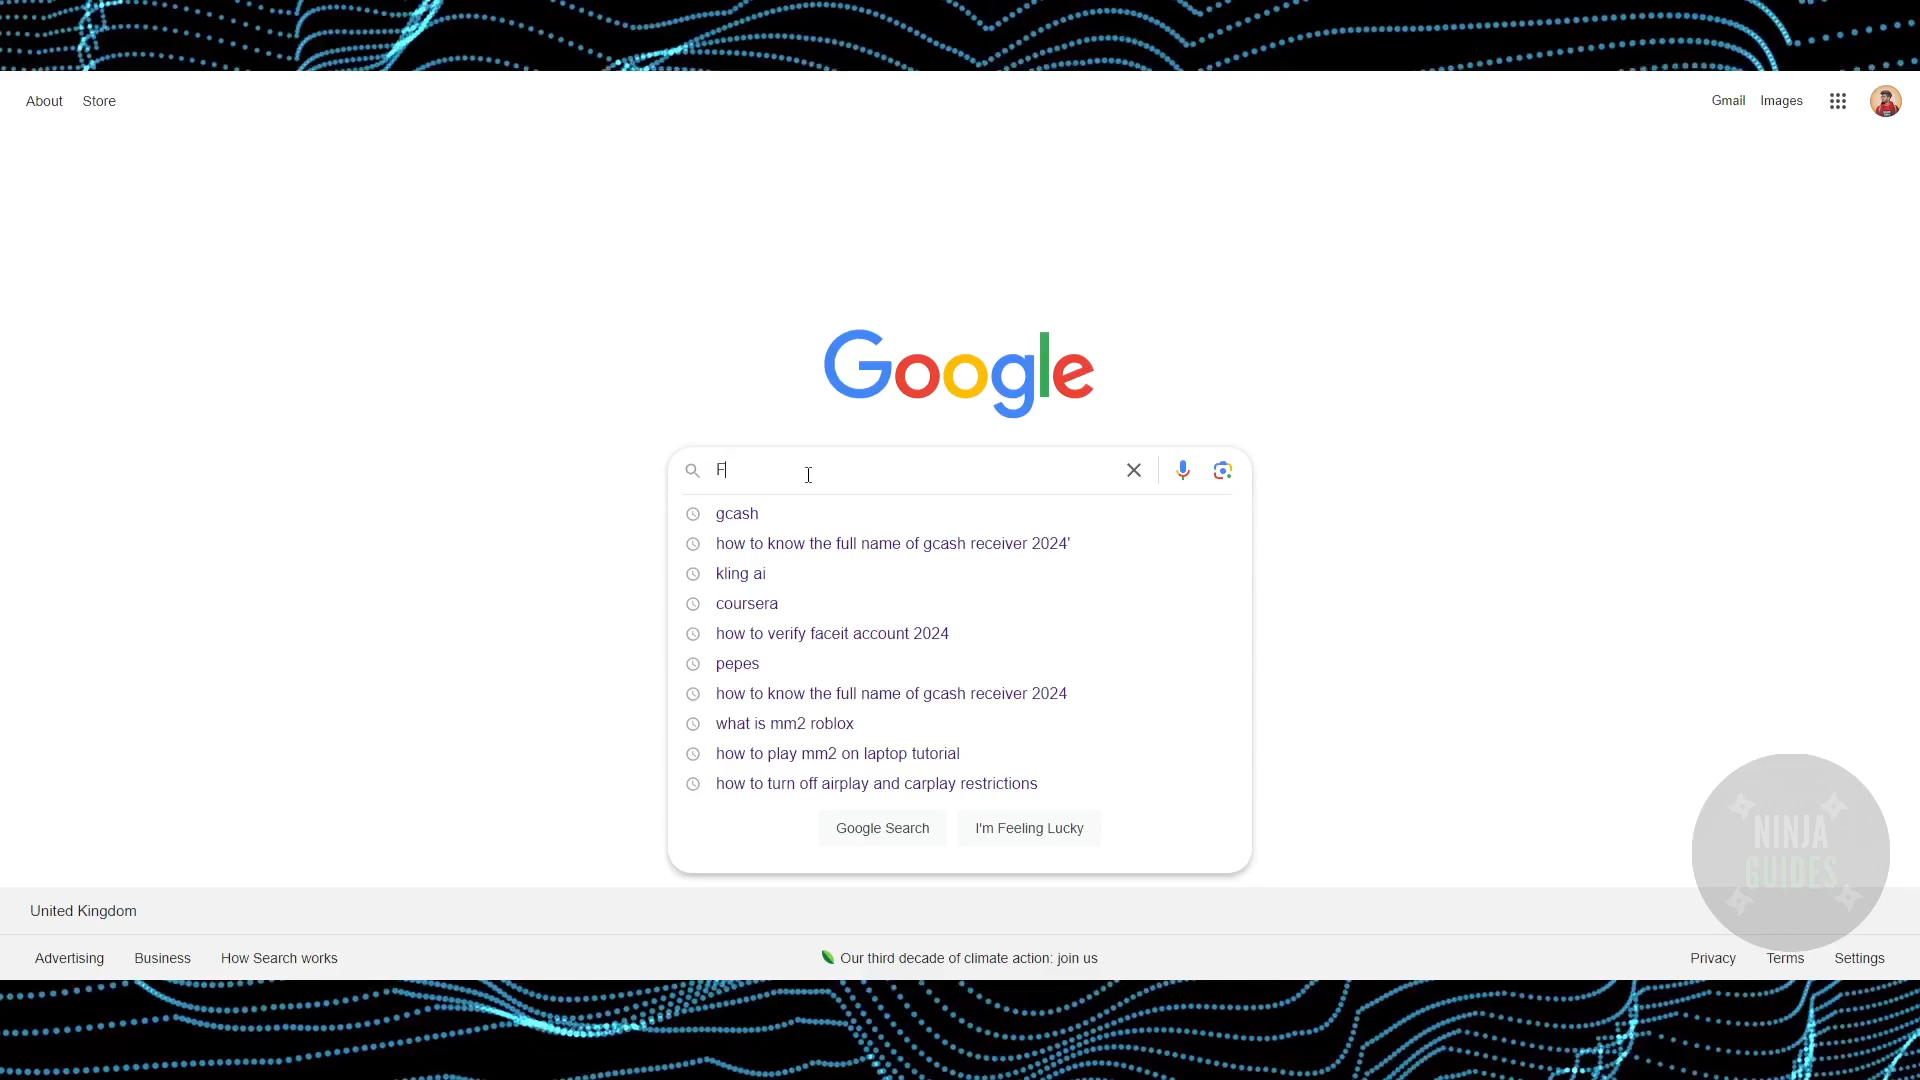 About Store
Gmail Images
Google
F
gcash
how to know the full name of gcash receiver 2024'
kling ai
coursera
how to verify faceit account 2024
pepes
how to know the full name of gcash receiver 2024
what is mm2 roblox
how to play mm2 on laptop tutorial
how to turn off airplay and carplay restrictions
Google Search I'm Feeling Lucky
NINJA
GUIDES
United Kingdom
Advertising Business How Search works
Our third decade of climate action: join us
Privacy Terms Settings